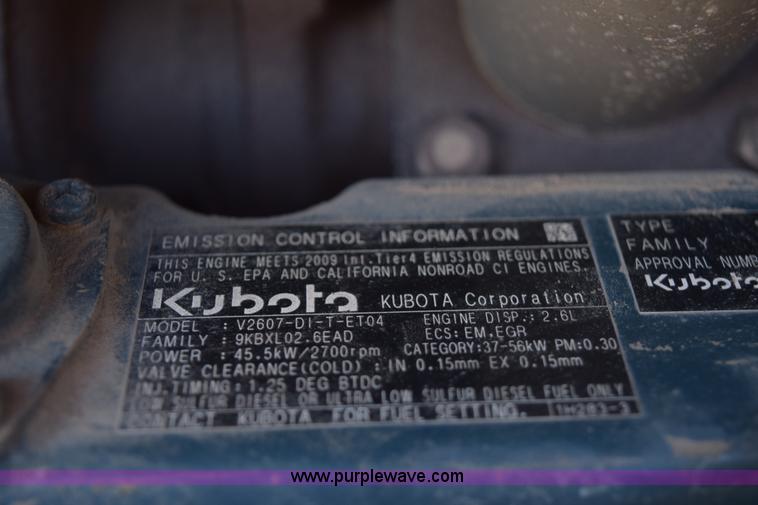 EMISSION CONTROL INFORMATION
THIS ENGINE MEETS 2009 Int.Tier4 EMISSION REGULATIONS
FOR U. S. EPA AND CALIFORNIA NONROAD CI ENGINES.
Kubota KUBOTA Corporation
MODEL : V2607-DI-T-ET04 ENGINE DISP.: 2.6L
FAMILY : 9KBXL02.6EAD ECS:EM,EGR
POWER : 45.5kW/2700rpm CATEGORY:37-56kW PM:0.30
VALVE CLEARANCE(COLD) : IN 0.15mm EX 0.15mm
INJ.TIMING : 1.25 DEG BTDC
LOW SULFUR DIESEL OR ULTRA LOW SULFUR DIESEL FUEL ONLY
CONTACT KUBOTA FOR FUEL SETTING. 1H283-3
TYPE
FAMILY
APPROVAL NUMB
Kubota
www.purplewave.com